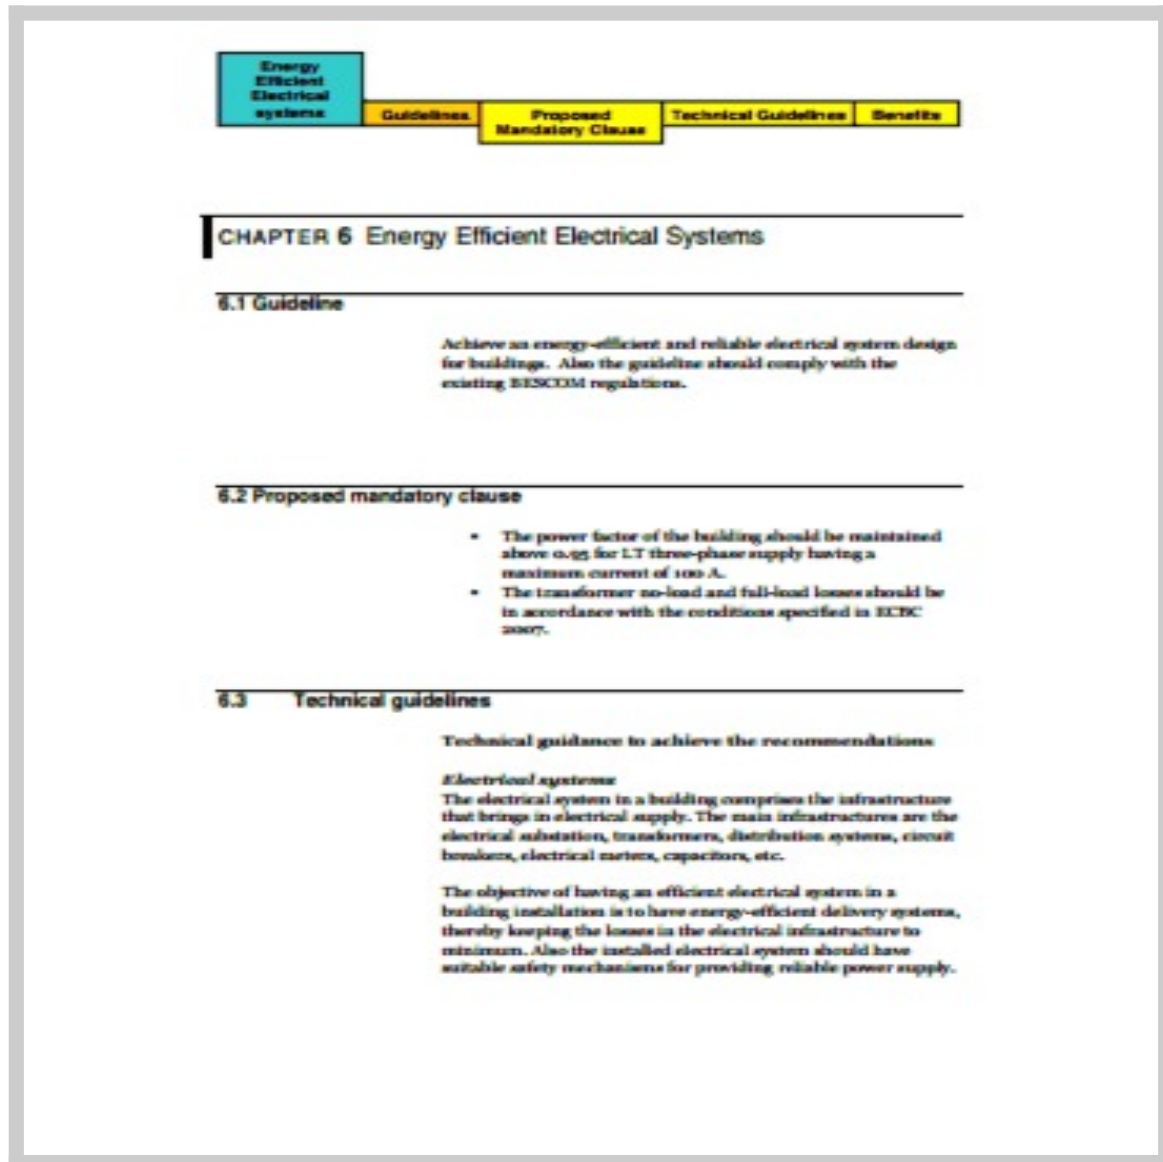 Energy
Efficient
Electrical
systems
Guidelines
Proposed
Mandatory Clause
Technical Guidelines
Benefits
CHAPTER 6 Energy Efficient Electrical Systems
6.1 Guideline
Achieve an energy-efficient and reliable electrical system design
for buildings. Also the guideline should comply with the
existing BESCOM regulations.
6.2 Proposed mandatory clause
• The power factor of the building should be maintained
above 0.95 for LT three-phase supply having a
maximum current of 100 A.
• The transformer no-load and full-load losses should be
in accordance with the conditions specified in ECBC
2007.
6.3 Technical guidelines
Technical guidance to achieve the recommendations
Electrical systems
The electrical system in a building comprises the infrastructure
that brings in electrical supply. The main infrastructures are the
electrical substation, transformers, distribution systems, circuit
breakers, electrical meters, capacitors, etc.
The objective of having an efficient electrical system in a
building installation is to have energy-efficient delivery systems,
thereby keeping the losses in the electrical infrastructure to
minimum. Also the installed electrical system should have
suitable safety mechanisms for providing reliable power supply.